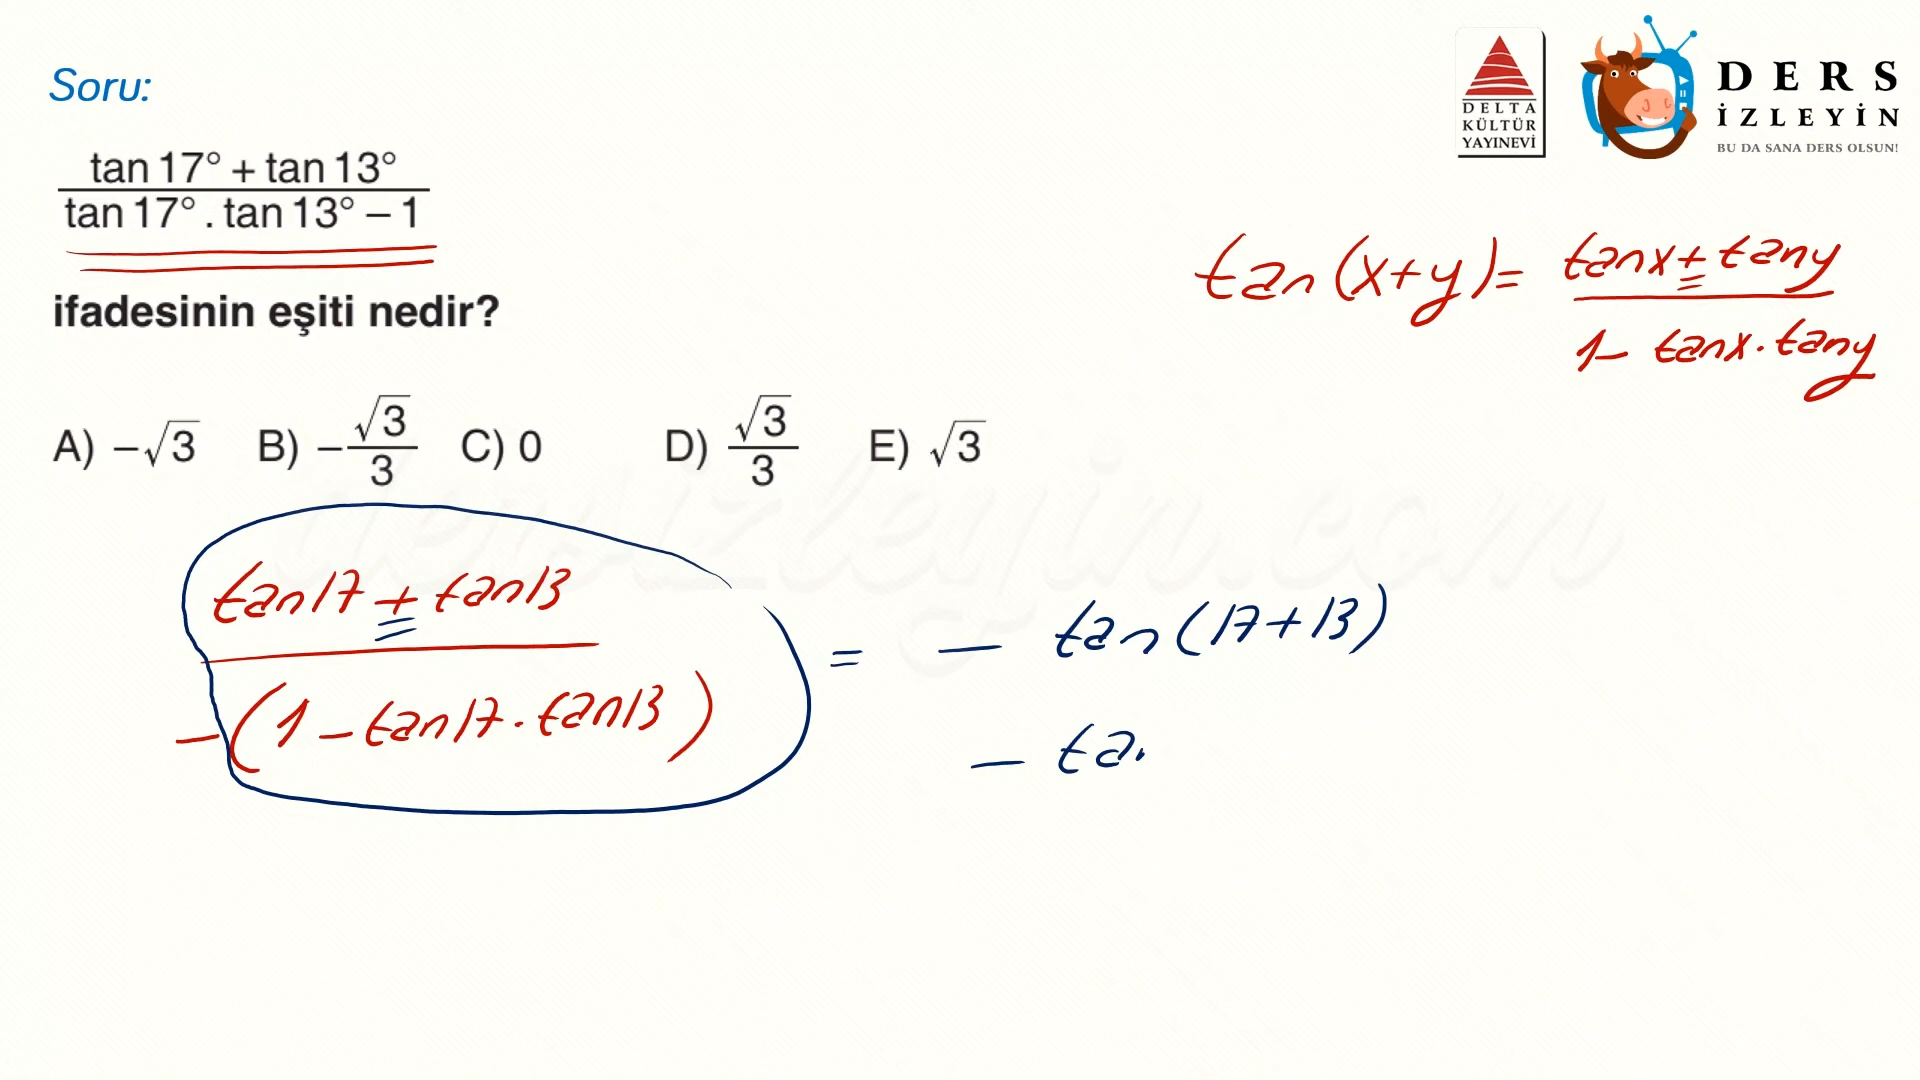 Soru:
DELTA
KÜLTÜR
YAYINEVİ
DERS
İZLEYİN
BU DA SANA DERS OLSUN!
tan 17° + tan 13°
tan 17° . tan 13° – 1
ifadesinin eşiti nedir?
tan (x+y) = tanx + tany
1 - tanx . tany
A) –√3 B) –√3/3 C) 0 D) √3/3 E) √3
dersizleyin.com
tan17 + tan13
-(1 - tan17 . tan13)
= - tan(17+13)
- ta